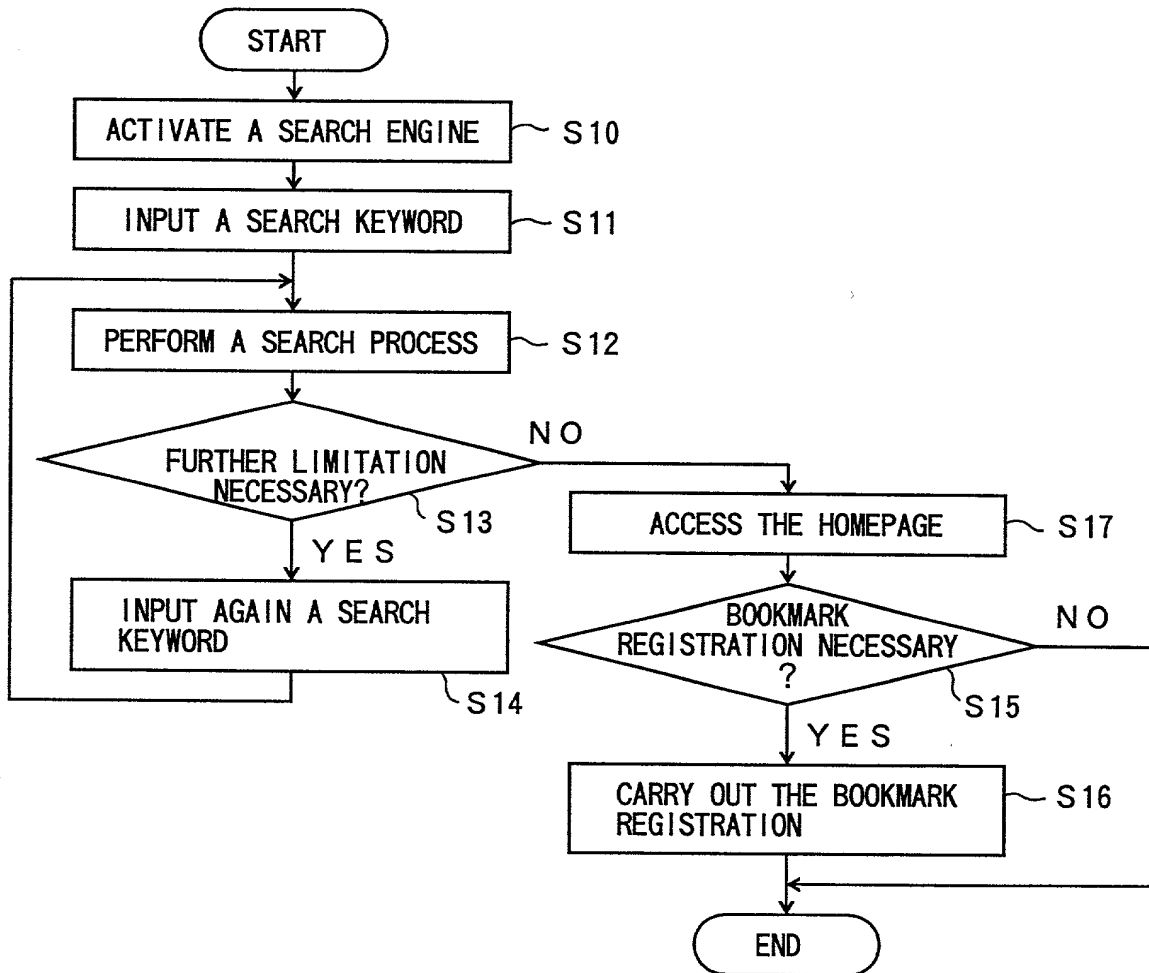 START
ACTIVATE A SEARCH ENGINE
S10
INPUT A SEARCH KEYWORD
S11
PERFORM A SEARCH PROCESS
S12
FURTHER LIMITATION
NECESSARY?
S13
NO
YES
INPUT AGAIN A SEARCH
KEYWORD
S14
ACCESS THE HOMEPAGE
S17
BOOKMARK
REGISTRATION NECESSARY
?
S15
NO
YES
CARRY OUT THE BOOKMARK
REGISTRATION
S16
END